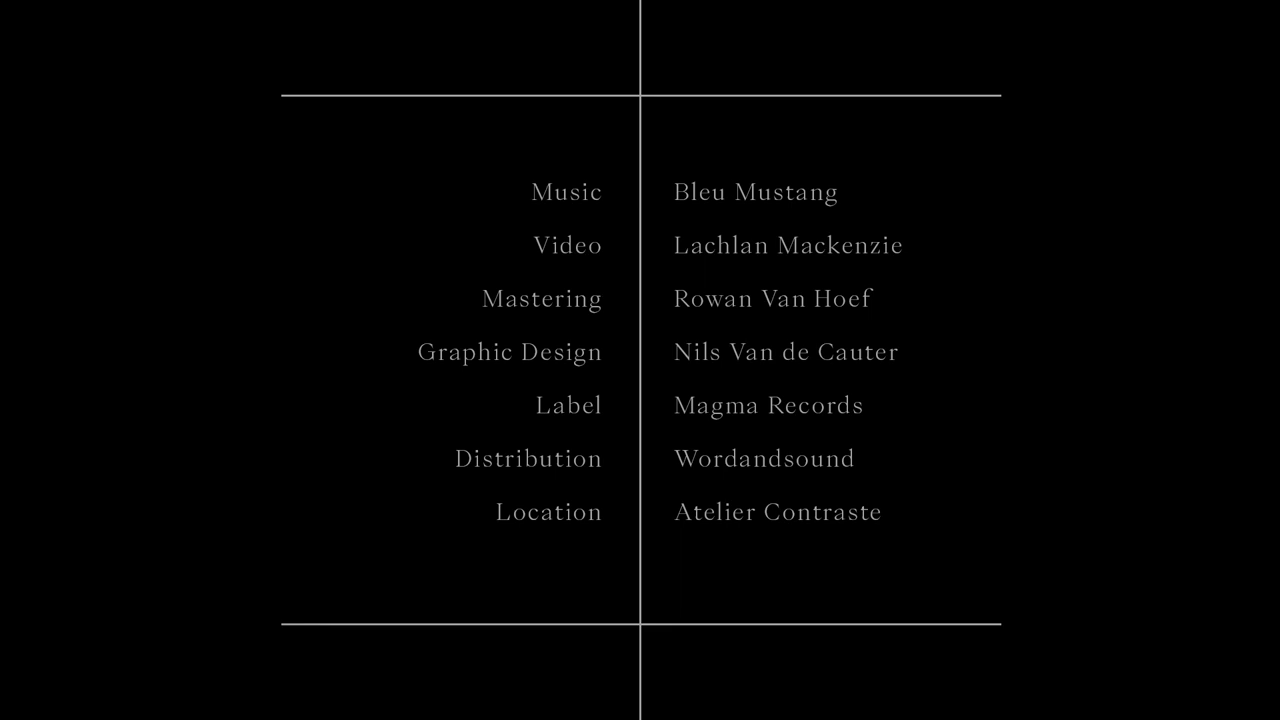 Music Bleu Mustang
Video Lachlan Mackenzie
Mastering Rowan Van Hoef
Graphic Design Nils Van de Cauter
Label Magma Records
Distribution Wordandsound
Location Atelier Contraste